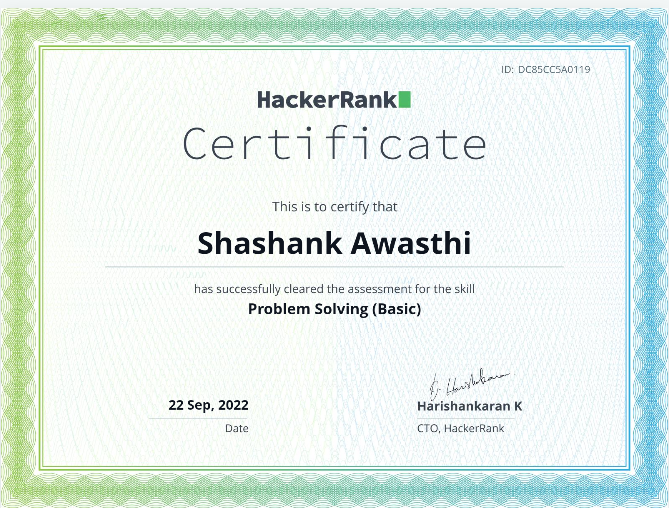 ID: DC85CC5A0119
HackerRank
Certificate
This is to certify that
Shashank Awasthi
has successfully cleared the assessment for the skill
Problem Solving (Basic)
22 Sep, 2022
Date
Harishankaran K
CTO, HackerRank